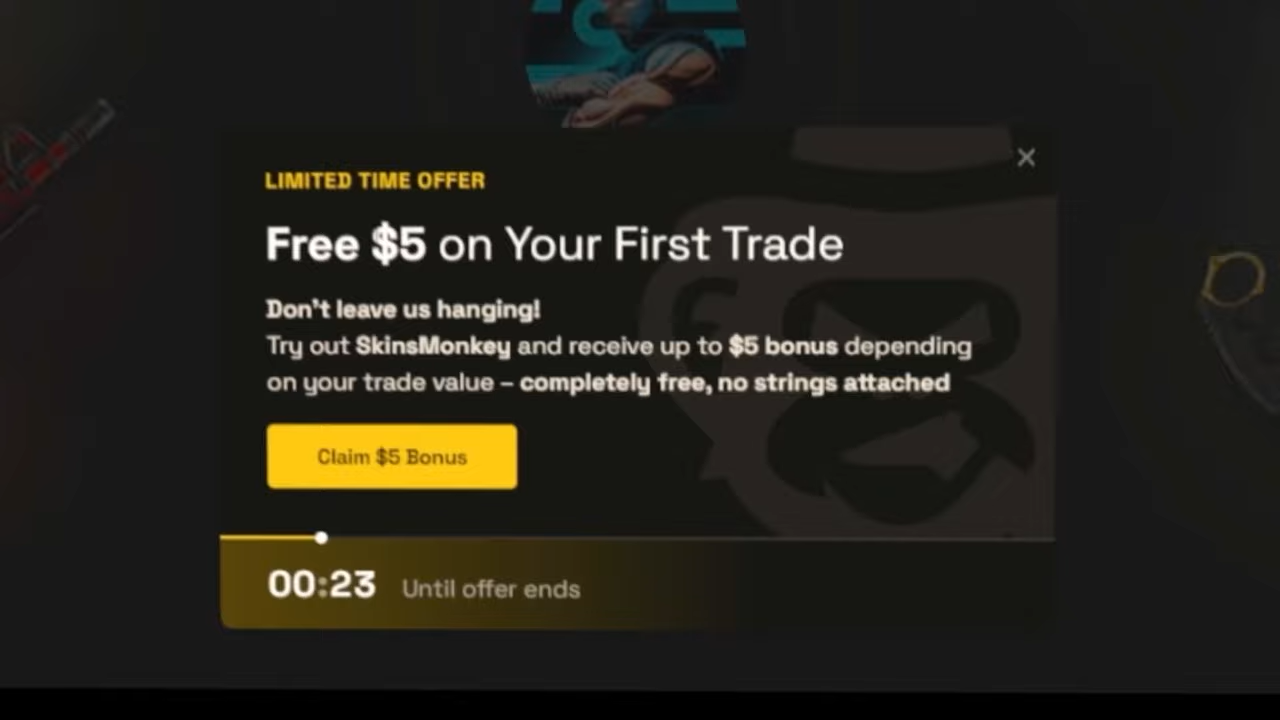 LIMITED TIME OFFER
Free $5 on Your First Trade
Don't leave us hanging!
Try out SkinsMonkey and receive up to $5 bonus depending
on your trade value – completely free, no strings attached
Claim $5 Bonus
00:23 Until offer ends